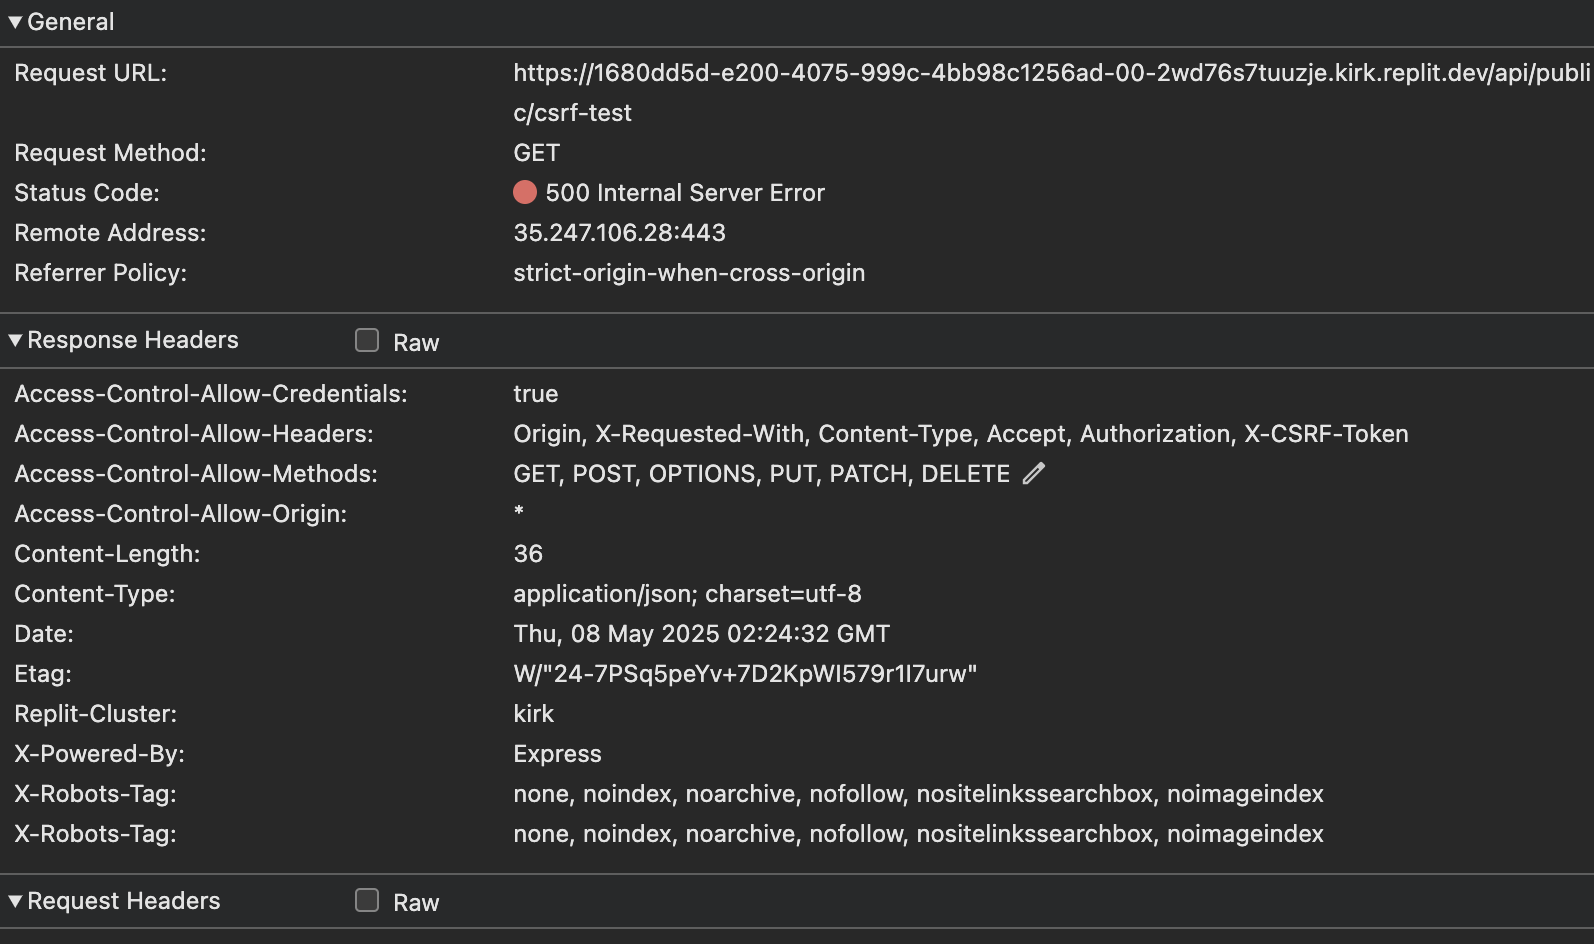 General
Request URL: https://1680dd5d-e200-4075-999c-4bb98c1256ad-00-2wd76s7tuuzje.kirk.replit.dev/api/publi
c/csrf-test
Request Method: GET
Status Code: 500 Internal Server Error
Remote Address: 35.247.106.28:443
Referrer Policy: strict-origin-when-cross-origin
Response Headers Raw
Access-Control-Allow-Credentials: true
Access-Control-Allow-Headers: Origin, X-Requested-With, Content-Type, Accept, Authorization, X-CSRF-Token
Access-Control-Allow-Methods: GET, POST, OPTIONS, PUT, PATCH, DELETE
Access-Control-Allow-Origin: *
Content-Length: 36
Content-Type: application/json; charset=utf-8
Date: Thu, 08 May 2025 02:24:32 GMT
Etag: W/"24-7PSq5peYv+7D2KpWI579r1I7urw"
Replit-Cluster: kirk
X-Powered-By: Express
X-Robots-Tag: none, noindex, noarchive, nofollow, nositelinkssearchbox, noimageindex
X-Robots-Tag: none, noindex, noarchive, nofollow, nositelinkssearchbox, noimageindex
Request Headers Raw